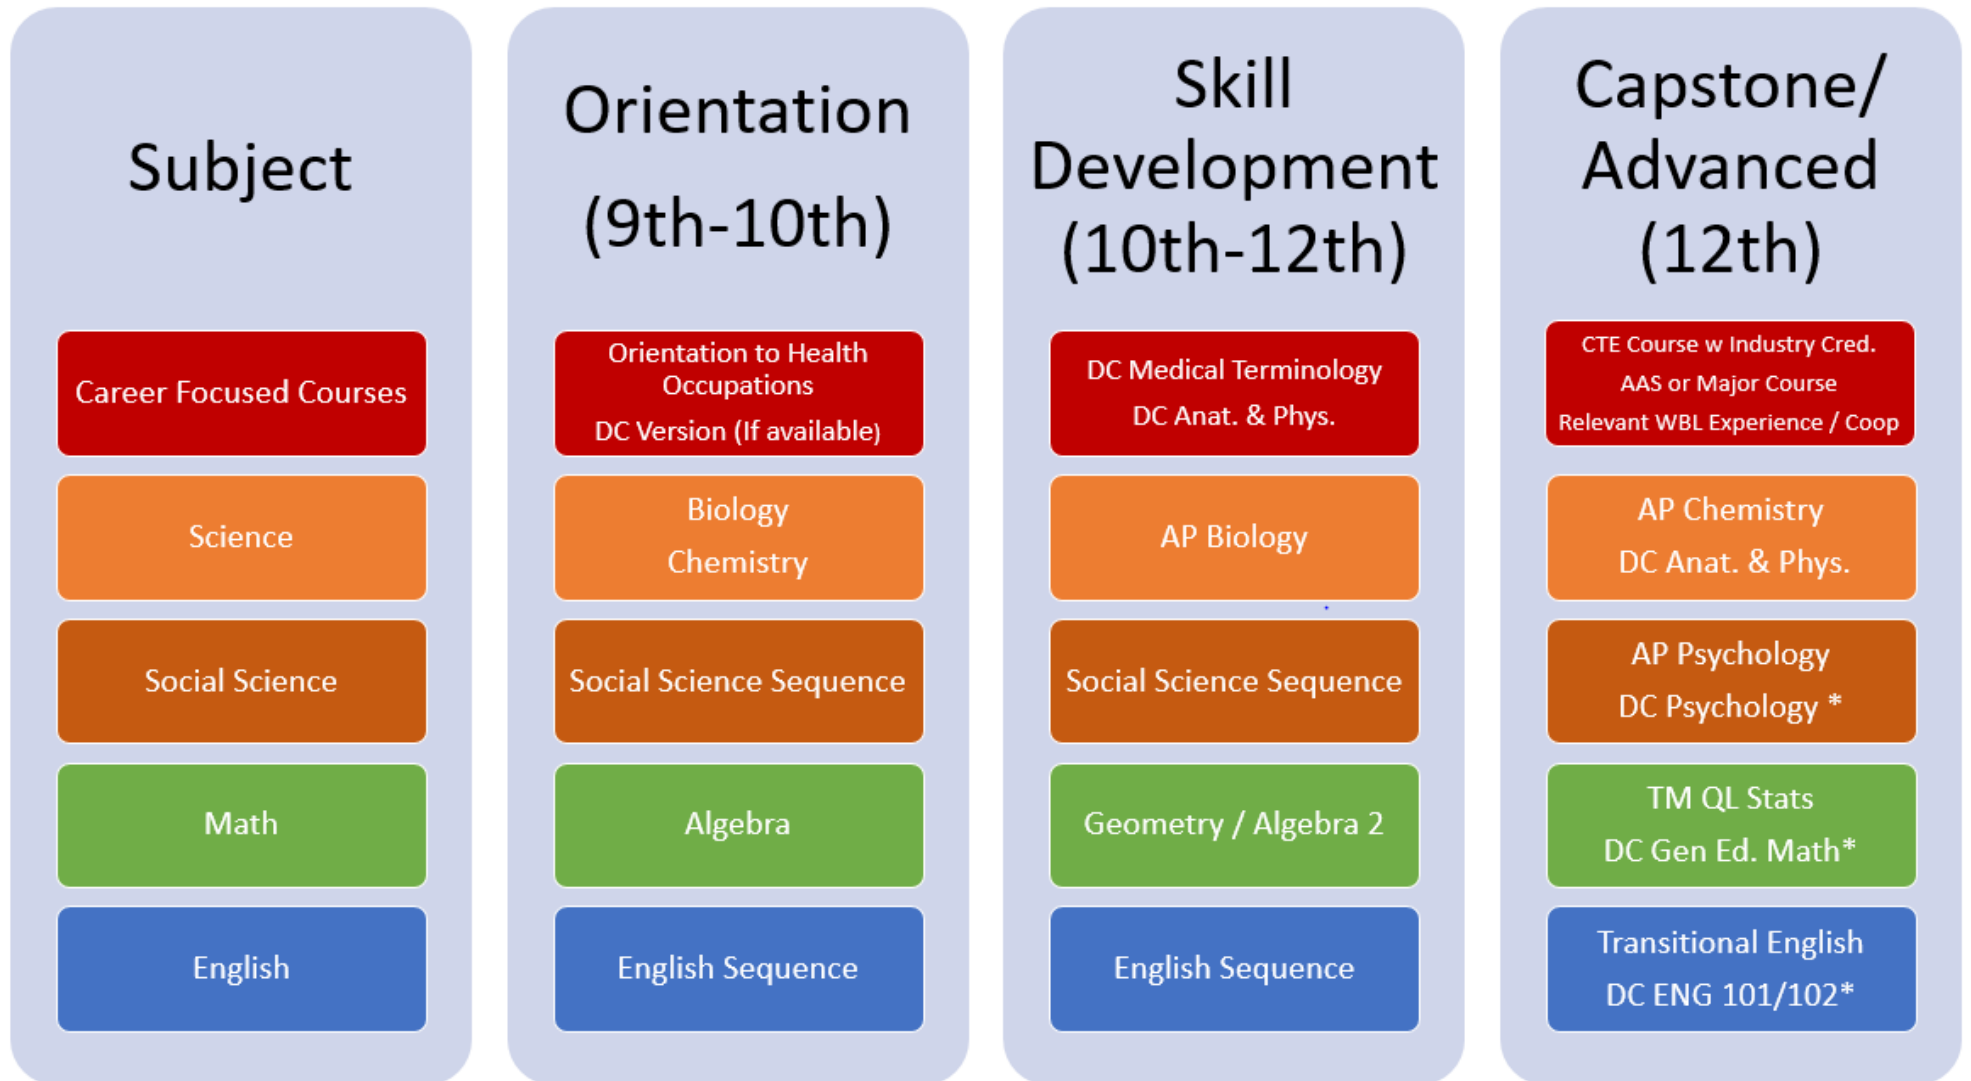 Subject
Career Focused Courses
Science
Social Science
Math
English
Orientation
(9th-10th)
Orientation to Health
Occupations
DC Version (If available)
Biology
Chemistry
Social Science Sequence
Algebra
English Sequence
Skill
Development
(10th-12th)
DC Medical Terminology
DC Anat. & Phys.
AP Biology
Social Science Sequence
Geometry / Algebra 2
English Sequence
Capstone/
Advanced
(12th)
CTE Course w Industry Cred.
AAS or Major Course
Relevant WBL Experience / Coop
AP Chemistry
DC Anat. & Phys.
AP Psychology
DC Psychology *
TM QL Stats
DC Gen Ed. Math*
Transitional English
DC ENG 101/102*